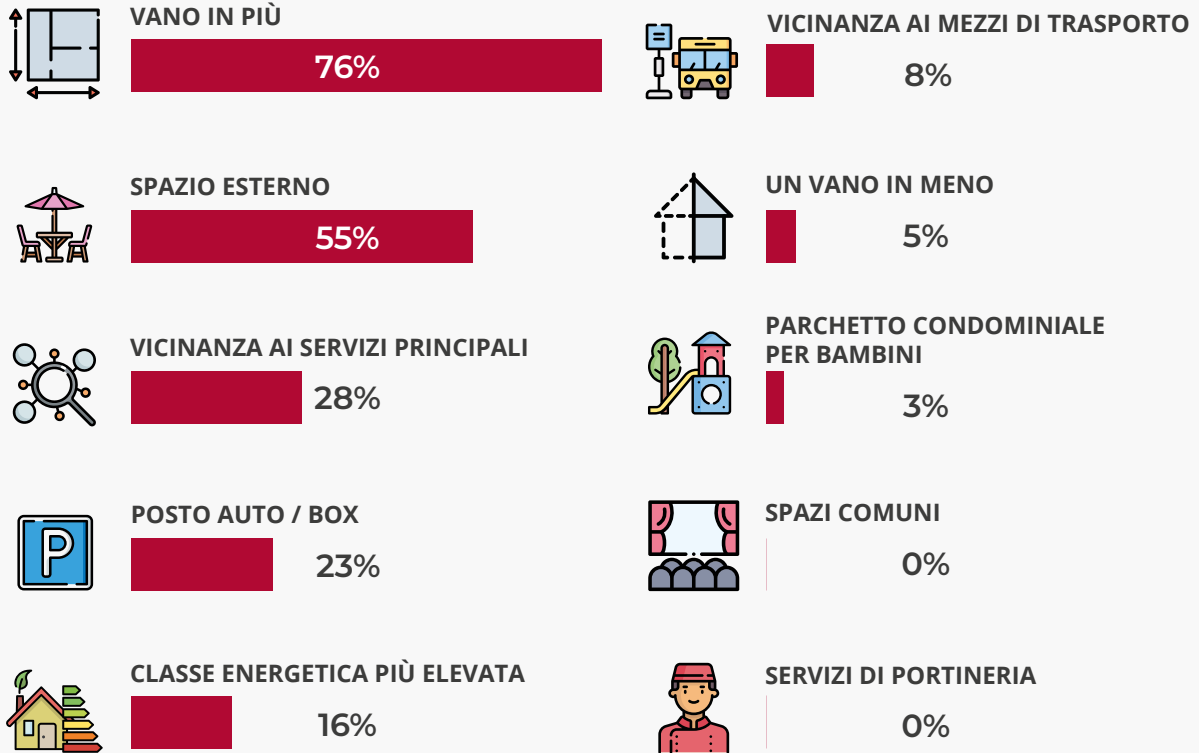 VANO IN PIÙ
76%
SPAZIO ESTERNO
55%
VICINANZA AI SERVIZI PRINCIPALI
28%
POSTO AUTO / BOX
P
23%
CLASSE ENERGETICA PIÙ ELEVATA
16%
VICINANZA AI MEZZI DI TRASPORTO
8%
UN VANO IN MENO
5%
PARCHETTO CONDOMINIALE
PER BAMBINI
3%
SPAZI COMUNI
0%
SERVIZI DI PORTINERIA
0%